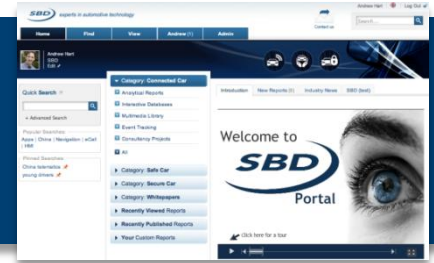 SBD experts in automotive technology
Andrew Hart
Log Out
Contact us
Search...
Home
Find
View
Andrew (1)
Admin
Andrew Hart
SBD
Edit
Quick Search
+ Advanced Search
Popular Searches
Apps | China | Navigation | eCall
| HMI
Pinned Searches
China telematics
young drivers
Category: Connected Car
Analytical Reports
Interactive Databases
Multimedia Library
Event Tracking
Consultancy Projects
All
Category: Safe Car
Category: Secure Car
Category: Whitepapers
Recently Viewed Reports
Recently Published Reports
Your Custom Reports
Introduction
New Reports (0)
Industry News
SBD (test)
Welcome to
SBD
Portal
Click here for a tour